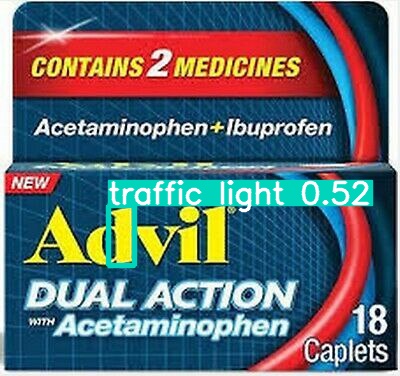 CONTAINS 2 MEDICINES
Acetaminophen+Ibuprofen
NEW
traffic light 0.52
Advil®
DUAL ACTION
WITH Acetaminophen
18
Caplets